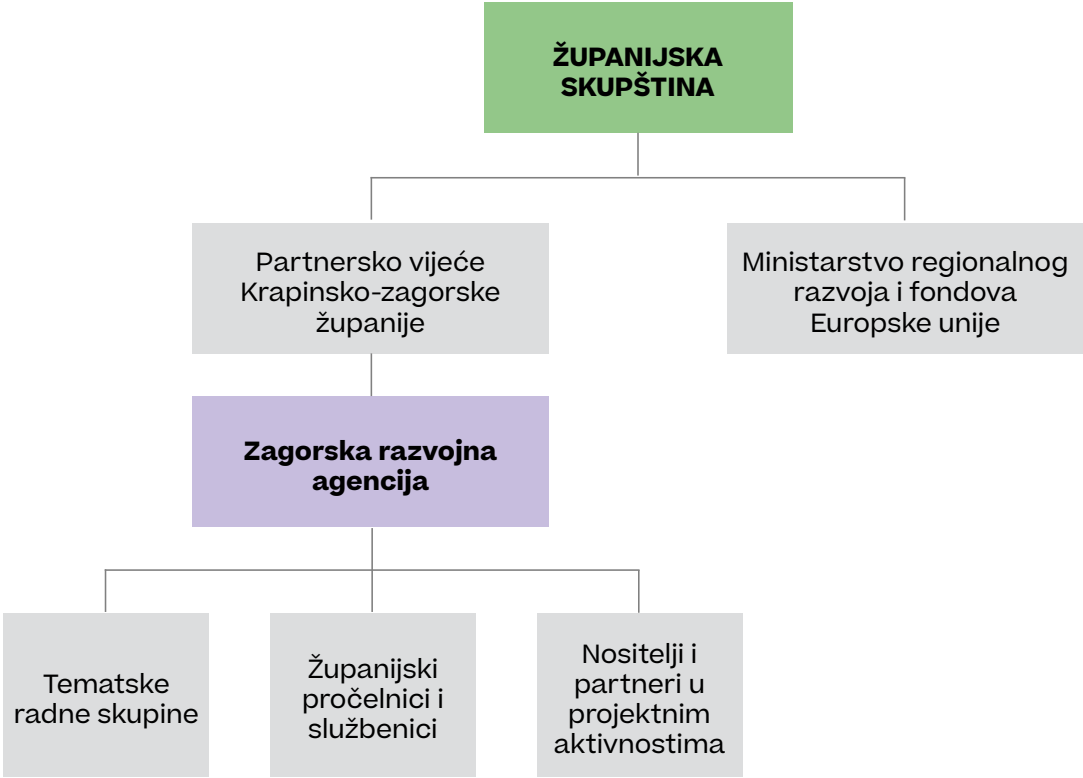 ŽUPANIJSKA
SKUPŠTINA
Partnersko vijeće
Krapinsko-zagorske
županije
Ministarstvo regionalnog
razvoja i fondova
Europske unije
Zagorska razvojna
agencija
Tematske
radne skupine
Županijski
pročelnici i
službenici
Nositelji i
partneri u
projektnim
aktivnostima